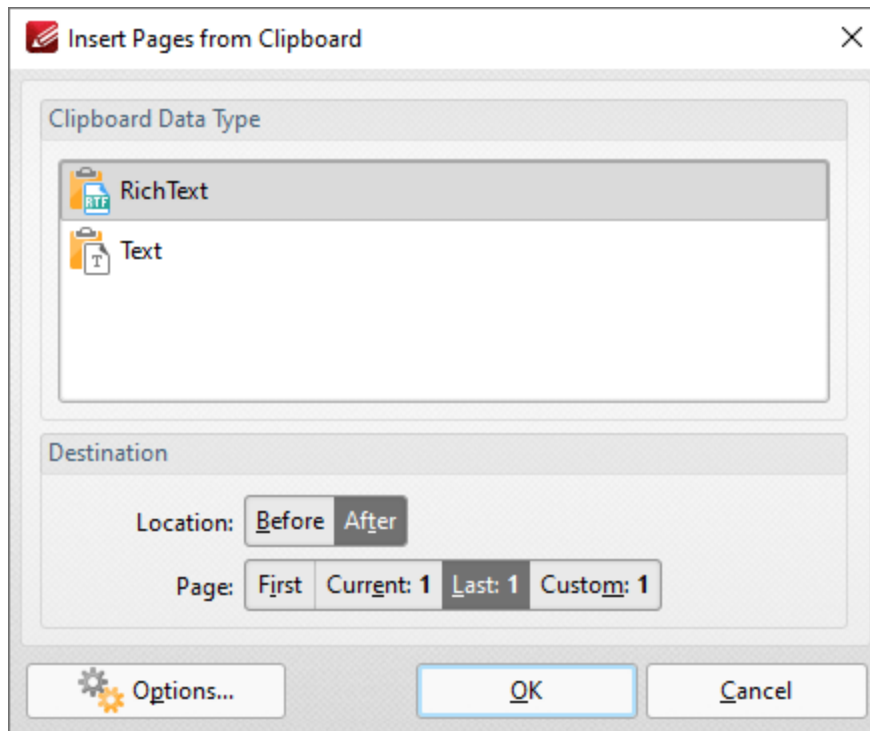 Insert Pages from Clipboard
Clipboard Data Type
RTF RichText
T Text
Destination
Location: Before After
Page: First Current: 1 Last: 1 Custom: 1
Options... OK Cancel